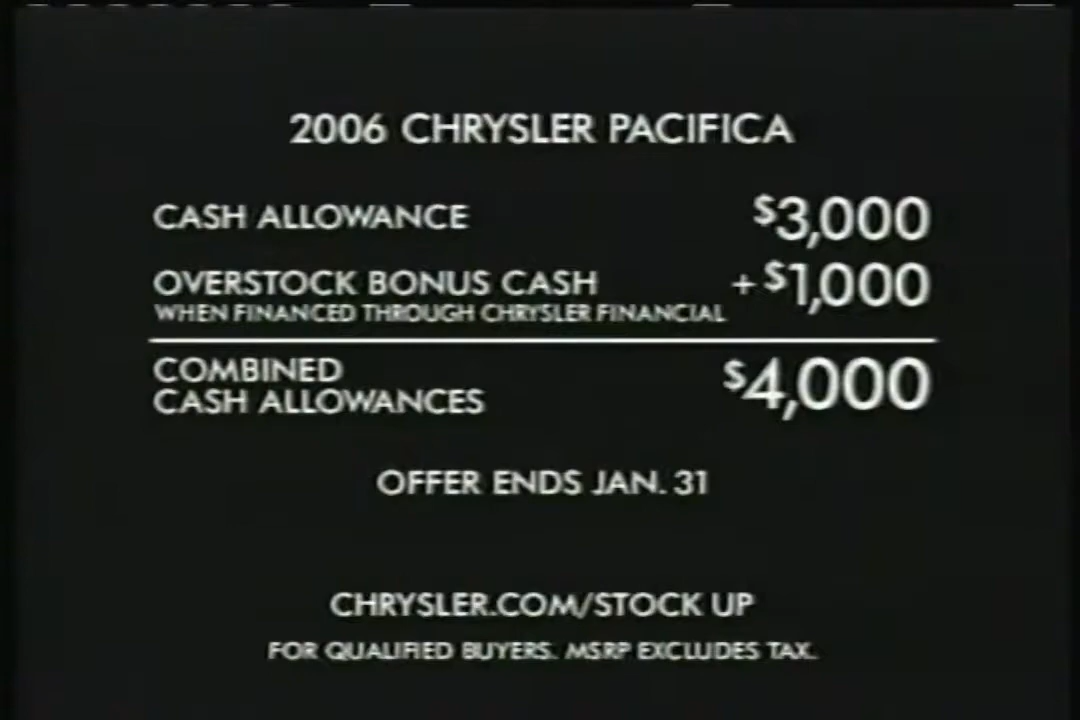 2006 CHRYSLER PACIFICA
CASH ALLOWANCE $3,000
OVERSTOCK BONUS CASH + $1,000
WHEN FINANCED THROUGH CHRYSLER FINANCIAL
COMBINED
CASH ALLOWANCES $4,000
OFFER ENDS JAN. 31
CHRYSLER.COM/STOCK UP
FOR QUALIFIED BUYERS. MSRP EXCLUDES TAX.